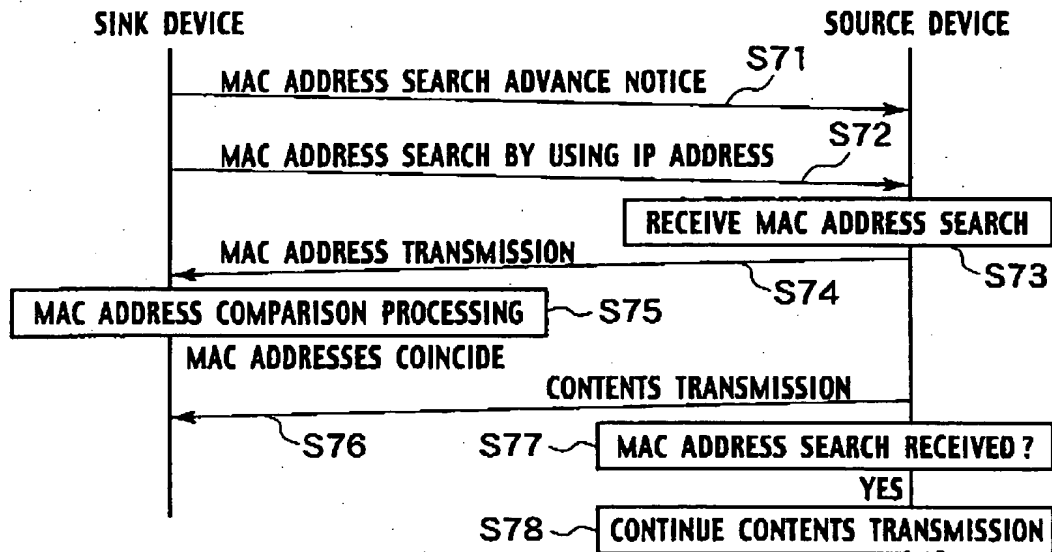 SINK DEVICE
SOURCE DEVICE
S71
MAC ADDRESS SEARCH ADVANCE NOTICE
S72
MAC ADDRESS SEARCH BY USING IP ADDRESS
RECEIVE MAC ADDRESS SEARCH
S73
MAC ADDRESS TRANSMISSION
S74
MAC ADDRESS COMPARISON PROCESSING
S75
MAC ADDRESSES COINCIDE
CONTENTS TRANSMISSION
S76
S77
MAC ADDRESS SEARCH RECEIVED?
YES
S78
CONTINUE CONTENTS TRANSMISSION